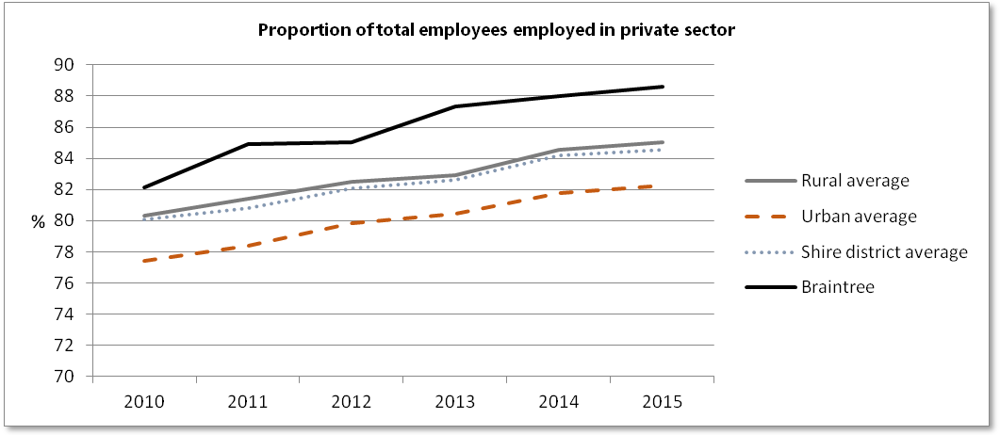 Proportion of total employees employed in private sector
90
88
86
84
82
80
78
76
74
72
70
%
2010 2011 2012 2013 2014 2015
Rural average
Urban average
Shire district average
Braintree